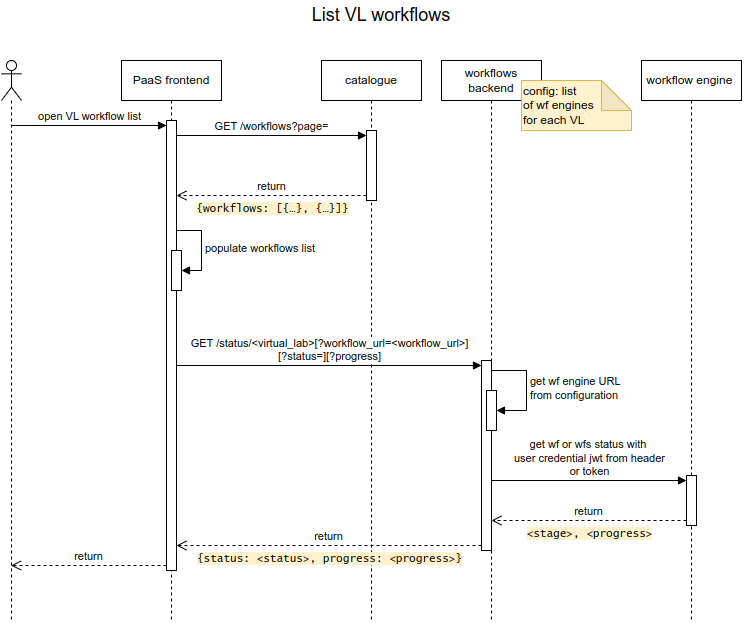 List VL workflows
PaaS frontend
catalogue
workflows
backend
workflow engine
config: list
of wf engines
for each VL
open VL workflow list
GET /workflows?page=
return
{workflows: [{…}, {…}]}
populate workflows list
GET /status/<virtual_lab>[?workflow_url=<workflow_url>]
[?status=][?progress]
get wf engine URL
from configuration
get wf or wfs status with
user credential jwt from header
or token
return
<stage>, <progress>
return
{status: <status>, progress: <progress>}
return